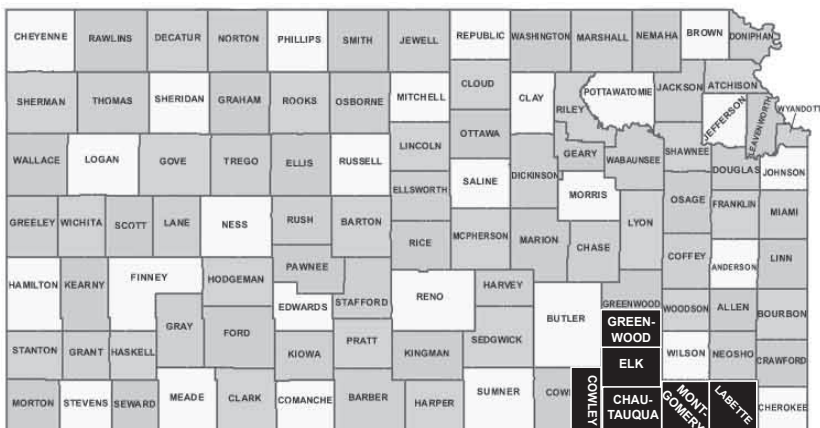 CHEYENNE RAWLINS DECATUR NORTON PHILLIPS SMITH JEWELL REPUBLIC WASHINGTON MARSHALL NEMAHA BROWN DONIPHAN
SHERMAN THOMAS SHERIDAN GRAHAM ROOKS OSBORNE MITCHELL CLOUD CLAY RILEY POTTAWATOMIE JACKSON ATCHISON
JEFFERSON LEAVENWORTH WYANDOTT
WALLACE LOGAN GOVE TREGO ELLIS RUSSELL LINCOLN OTTAWA GEARY WABAUNSEE SHAWNEE DOUGLAS JOHNSON
ELLSWORTH SALINE DICKINSON MORRIS
GREELEY WICHITA SCOTT LANE NESS RUSH BARTON RICE MCPHERSON MARION CHASE LYON OSAGE FRANKLIN MIAMI
HAMILTON KEARNY FINNEY HODGEMAN PAWNEE STAFFORD RENO HARVEY COFFEY ANDERSON LINN
EDWARDS
GRAY FORD SEDGWICK BUTLER GREENWOOD WOODSON ALLEN BOURBON
GREEN-
WOOD
STANTON GRANT HASKELL KIOWA PRATT KINGMAN ELK WILSON NEOSHO CRAWFORD
MORTON STEVENS SEWARD MEADE CLARK COMANCHE BARBER HARPER SUMNER COWL
COWLEY
CHAU-
TAUQUA
MONT-
GOMERY
LABETTE
CHEROKEE